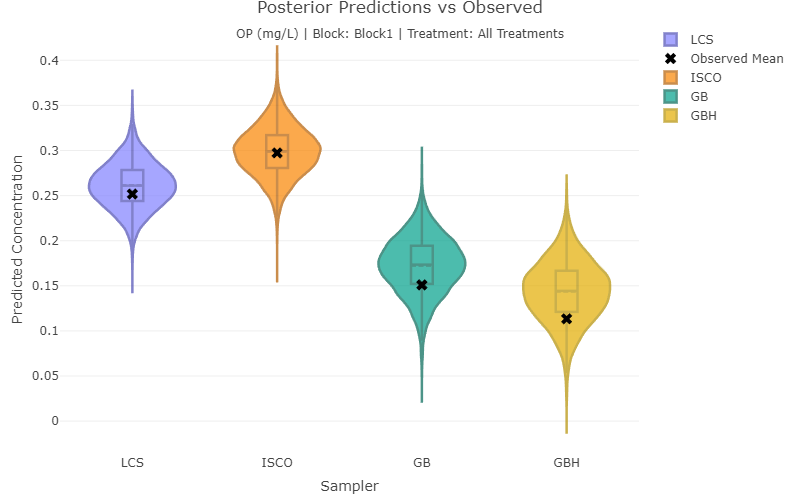 Posterior Predictions vs Observed
OP (mg/L) | Block: Block1 | Treatment: All Treatments
LCS
Observed Mean
ISCO
GB
GBH
0.4
0.35
0.3
0.25
0.2
0.15
0.1
0.05
0
Predicted Concentration
LCS
ISCO
GB
GBH
Sampler